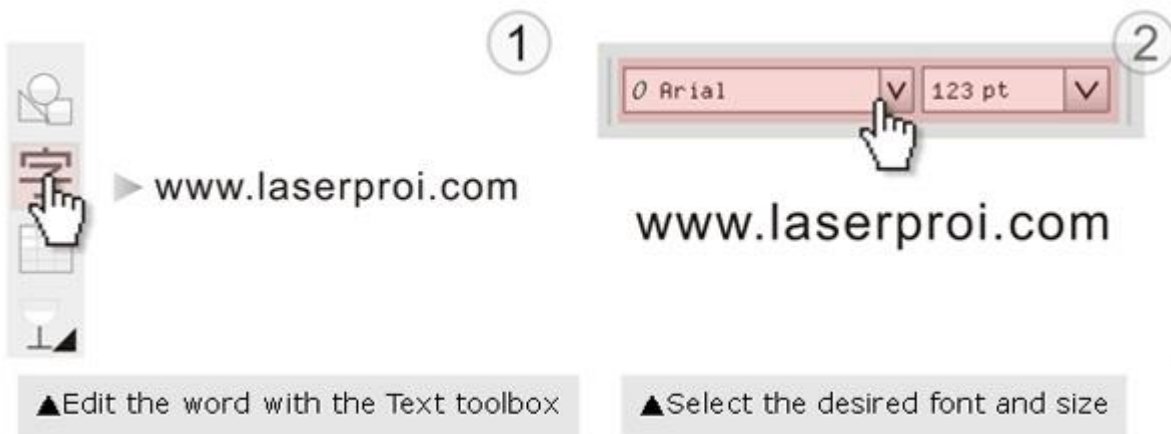 1
字
www.laserproi.com
▲Edit the word with the Text toolbox
2
O Arial
123 pt
www.laserproi.com
▲Select the desired font and size